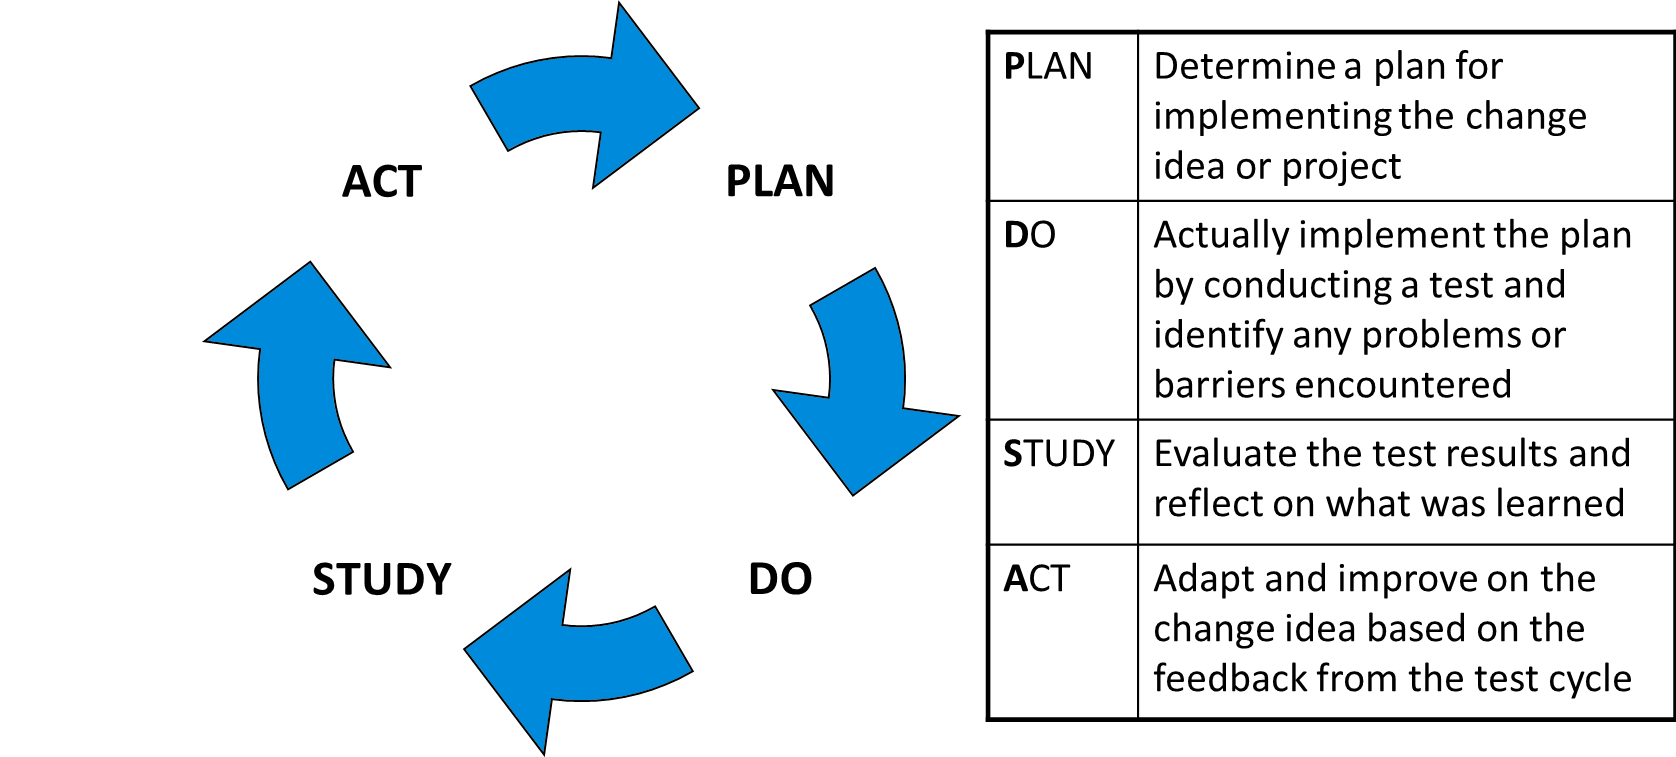 ACT
PLAN
STUDY
DO
PLAN
Determine a plan for
implementing the change
idea or project
DO
Actually implement the plan
by conducting a test and
identify any problems or
barriers encountered
STUDY
Evaluate the test results and
reflect on what was learned
ACT
Adapt and improve on the
change idea based on the
feedback from the test cycle